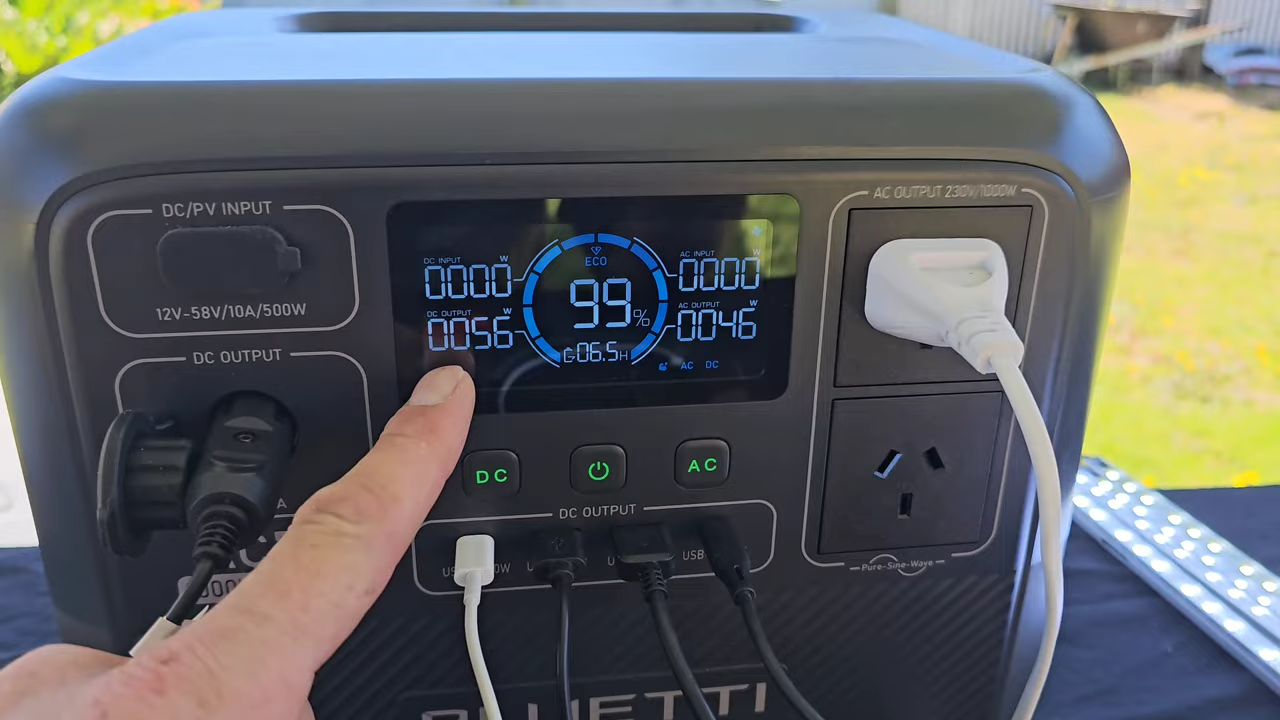 DC/PV INPUT
12V-58V/10A/500W
DC OUTPUT
A
DC INPUT
W
0000
DC OUTPUT
W
0056
ECO
99%
06.5H
AC INPUT
W
0000
AC OUTPUT
W
0046
AC DC
DC
AC
DC OUTPUT
USB
AC OUTPUT 230V/1000W
Pure-Sine-Wave
BLUETTI